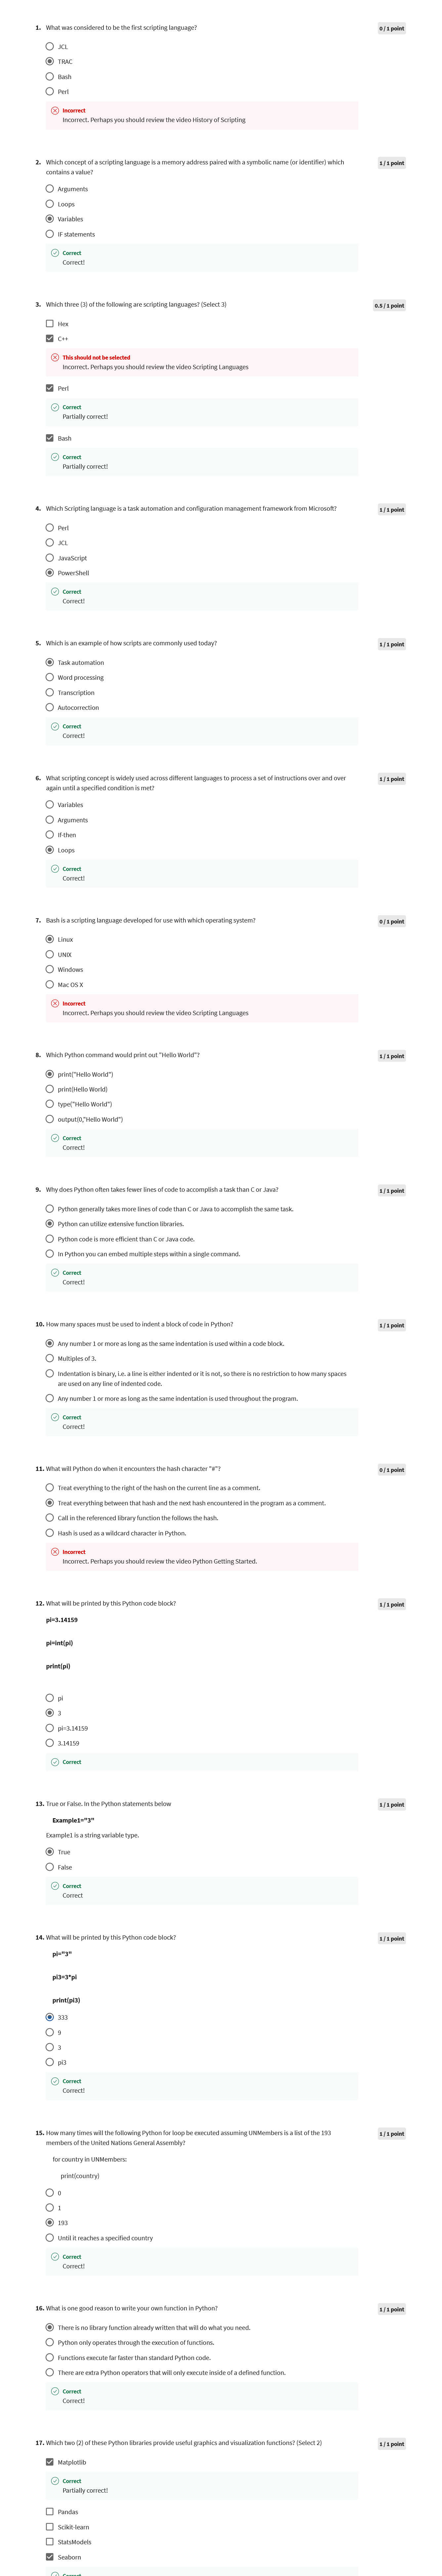 1. What was considered to be the first scripting language?
0 / 1 point
JCL
TRAC
Bash
Perl
Incorrect
Incorrect. Perhaps you should review the video History of Scripting
2. Which concept of a scripting language is a memory address paired with a symbolic name (or identifier) which
contains a value?
1 / 1 point
Arguments
Loops
Variables
IF statements
Correct
Correct!
3. Which three (3) of the following are scripting languages? (Select 3)
0.5 / 1 point
Hex
C++
This should not be selected
Incorrect. Perhaps you should review the video Scripting Languages
Perl
Correct
Partially correct!
Bash
Correct
Partially correct!
4. Which Scripting language is a task automation and configuration management framework from Microsoft?
1 / 1 point
Perl
JCL
JavaScript
PowerShell
Correct
Correct!
5. Which is an example of how scripts are commonly used today?
1 / 1 point
Task automation
Word processing
Transcription
Autocorrection
Correct
Correct!
6. What scripting concept is widely used across different languages to process a set of instructions over and over
again until a specified condition is met?
1 / 1 point
Variables
Arguments
If-then
Loops
Correct
Correct!
7. Bash is a scripting language developed for use with which operating system?
0 / 1 point
Linux
UNIX
Windows
Mac OS X
Incorrect
Incorrect. Perhaps you should review the video Scripting Languages
8. Which Python command would print out "Hello World"?
1 / 1 point
print("Hello World")
print(Hello World)
type("Hello World")
output(0,"Hello World")
Correct
Correct!
9. Why does Python often takes fewer lines of code to accomplish a task than C or Java?
1 / 1 point
Python generally takes more lines of code than C or Java to accomplish the same task.
Python can utilize extensive function libraries.
Python code is more efficient than C or Java code.
In Python you can embed multiple steps within a single command.
Correct
Correct!
10. How many spaces must be used to indent a block of code in Python?
1 / 1 point
Any number 1 or more as long as the same indentation is used within a code block.
Multiples of 3.
Indentation is binary, i.e. a line is either indented or it is not, so there is no restriction to how many spaces
are used on any line of indented code.
Any number 1 or more as long as the same indentation is used throughout the program.
Correct
Correct!
11. What will Python do when it encounters the hash character "#"?
0 / 1 point
Treat everything to the right of the hash on the current line as a comment.
Treat everything between that hash and the next hash encountered in the program as a comment.
Call in the referenced library function the follows the hash.
Hash is used as a wildcard character in Python.
Incorrect
Incorrect. Perhaps you should review the video Python Getting Started.
12. What will be printed by this Python code block?
1 / 1 point
pi=3.14159
pi=int(pi)
print(pi)
pi
3
pi=3.14159
3.14159
Correct
13. True or False. In the Python statements below
1 / 1 point
Example1="3"
Example1 is a string variable type.
True
False
Correct
Correct
14. What will be printed by this Python code block?
1 / 1 point
pi="3"
pi3=3*pi
print(pi3)
333
9
3
pi3
Correct
Correct!
15. How many times will the following Python for loop be executed assuming UNMembers is a list of the 193
members of the United Nations General Assembly?
1 / 1 point
for country in UNMembers:
print(country)
0
1
193
Until it reaches a specified country
Correct
Correct!
16. What is one good reason to write your own function in Python?
1 / 1 point
There is no library function already written that will do what you need.
Python only operates through the execution of functions.
Functions execute far faster than standard Python code.
There are extra Python operators that will only execute inside of a defined function.
Correct
Correct!
17. Which two (2) of these Python libraries provide useful graphics and visualization functions? (Select 2)
1 / 1 point
Matplotlib
Correct
Partially correct!
Pandas
Scikit-learn
StatsModels
Seaborn